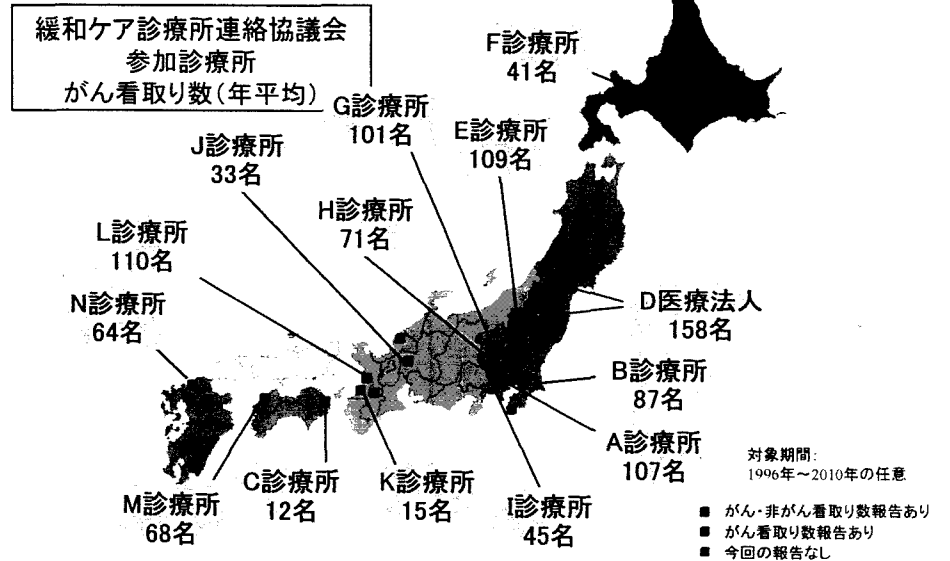 緩和ケア診療所連絡協議会
参加診療所
がん看取り数(年平均)
F診療所
41名
G診療所
101名
E診療所
109名
J診療所
33名
H診療所
71名
L診療所
110名
N診療所
64名
D医療法人
158名
B診療所
87名
A診療所
107名
M診療所
68名
C診療所
12名
K診療所
15名
I診療所
45名
対象期間:
1996年～2010年の任意
がん・非がん看取り数報告あり
がん看取り数報告あり
今回の報告なし